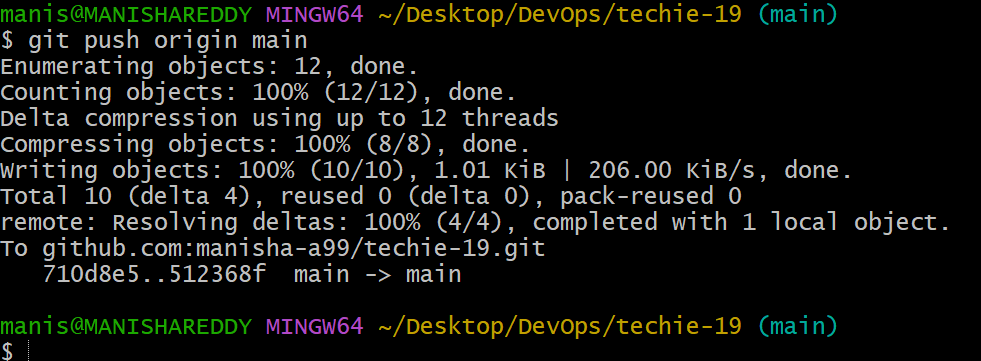 manis@MANISHAREDDY MINGW64 ~/Desktop/DevOps/techie-19 (main)
$ git push origin main
Enumerating objects: 12, done.
Counting objects: 100% (12/12), done.
Delta compression using up to 12 threads
Compressing objects: 100% (8/8), done.
Writing objects: 100% (10/10), 1.01 KiB | 206.00 KiB/s, done.
Total 10 (delta 4), reused 0 (delta 0), pack-reused 0
remote: Resolving deltas: 100% (4/4), completed with 1 local object.
To github.com:manisha-a99/techie-19.git
   710d8e5..512368f  main -> main
manis@MANISHAREDDY MINGW64 ~/Desktop/DevOps/techie-19 (main)
$